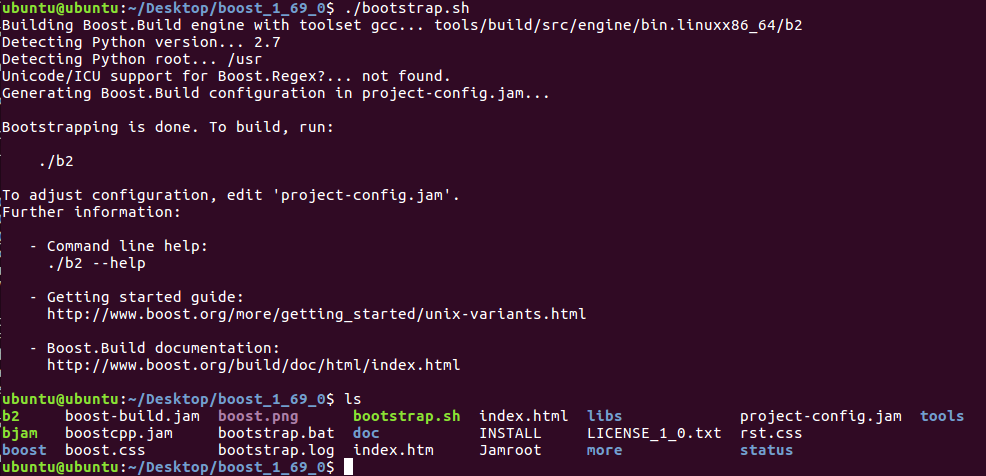 ubuntu@ubuntu:~/Desktop/boost_1_69_0$ ./bootstrap.sh
Building Boost.Build engine with toolset gcc... tools/build/src/engine/bin.linuxx86_64/b2
Detecting Python version... 2.7
Detecting Python root... /usr
Unicode/ICU support for Boost.Regex?... not found.
Generating Boost.Build configuration in project-config.jam...
Bootstrapping is done. To build, run:
./b2
To adjust configuration, edit 'project-config.jam'.
Further information:
- Command line help:
./b2 --help
- Getting started guide:
http://www.boost.org/more/getting_started/unix-variants.html
- Boost.Build documentation:
http://www.boost.org/build/doc/html/index.html
ubuntu@ubuntu:~/Desktop/boost_1_69_0$ ls
b2 boost-build.jam boost.png bootstrap.sh index.html libs project-config.jam tools
bjam boostcpp.jam bootstrap.bat doc INSTALL LICENSE_1_0.txt rst.css
boost boost.css bootstrap.log index.htm Jamroot more status
ubuntu@ubuntu:~/Desktop/boost_1_69_0$